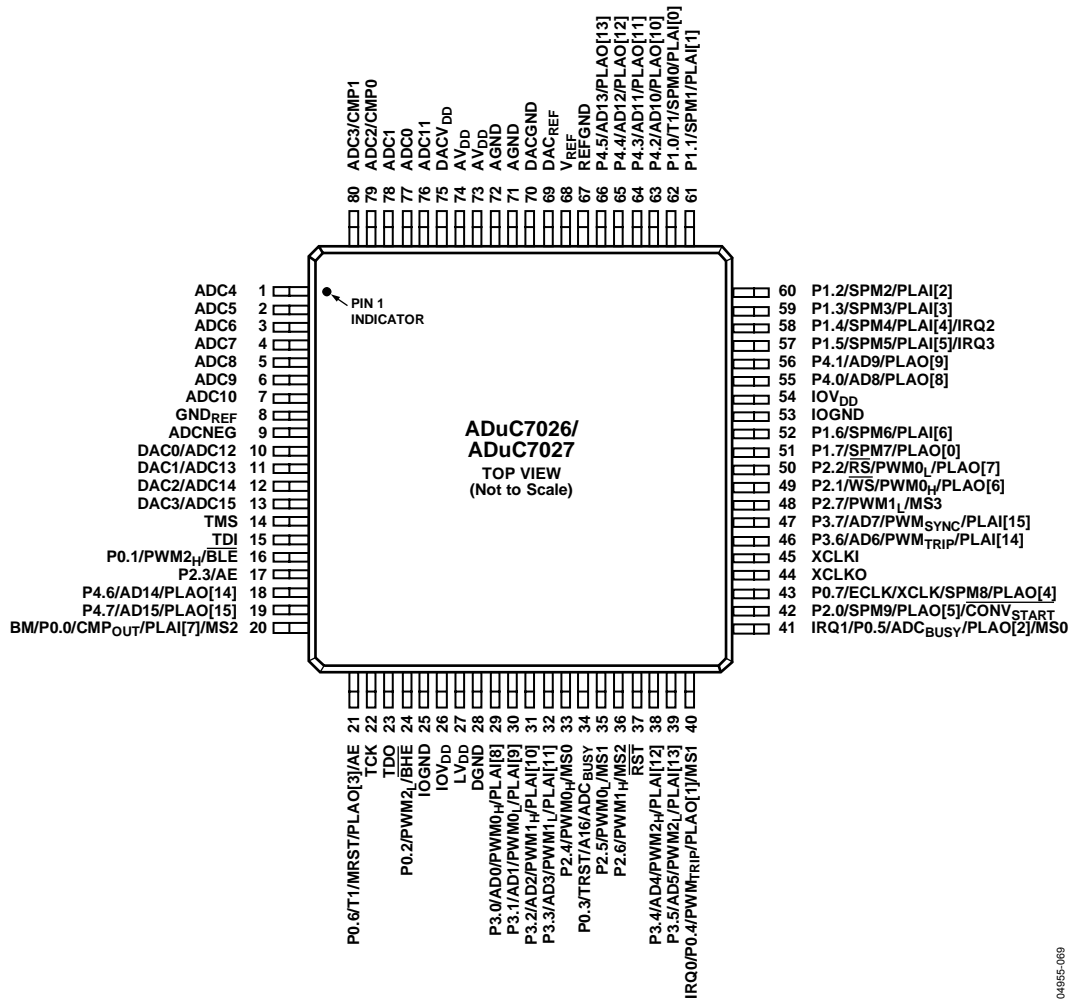 80 ADC3/CMP1
79 ADC2/CMP0
78 ADC1
77 ADC0
76 ADC11
75 DACVDD
74 AVDD
73 AVDD
72 AGND
71 AGND
70 DACGND
69 DACREF
68 VREF
67 REFGND
66 P4.5/AD13/PLAO[13]
65 P4.4/AD12/PLAO[12]
64 P4.3/AD11/PLAO[11]
63 P4.2/AD10/PLAO[10]
62 P1.0/T1/SPM0/PLAI[0]
61 P1.1/SPM1/PLAI[1]
ADC4 1
ADC5 2
ADC6 3
ADC7 4
ADC8 5
ADC9 6
ADC10 7
GNDREF 8
ADCNEG 9
DAC0/ADC12 10
DAC1/ADC13 11
DAC2/ADC14 12
DAC3/ADC15 13
TMS 14
TDI 15
P0.1/PWM2H/BLE 16
P2.3/AE 17
P4.6/AD14/PLAO[14] 18
P4.7/AD15/PLAO[15] 19
BM/P0.0/CMPOUT/PLAI[7]/MS2 20
PIN 1
INDICATOR
ADuC7026/
ADuC7027
TOP VIEW
(Not to Scale)
60 P1.2/SPM2/PLAI[2]
59 P1.3/SPM3/PLAI[3]
58 P1.4/SPM4/PLAI[4]/IRQ2
57 P1.5/SPM5/PLAI[5]/IRQ3
56 P4.1/AD9/PLAO[9]
55 P4.0/AD8/PLAO[8]
54 IOVDD
53 IOGND
52 P1.6/SPM6/PLAI[6]
51 P1.7/SPM7/PLAO[0]
50 P2.2/RS/PWM0L/PLAO[7]
49 P2.1/WS/PWM0H/PLAO[6]
48 P2.7/PWM1L/MS3
47 P3.7/AD7/PWMSYNC/PLAI[15]
46 P3.6/AD6/PWMTRIP/PLAI[14]
45 XCLKI
44 XCLKO
43 P0.7/ECLK/XCLK/SPM8/PLAO[4]
42 P2.0/SPM9/PLAO[5]/CONVSTART
41 IRQ1/P0.5/ADCBUSY/PLAO[2]/MS0
P0.6/T1/MRST/PLAO[3]/AE 21
TCK 22
TDO 23
P0.2/PWM2L/BHE 24
IOGND 25
IOVDD 26
LVDD 27
DGND 28
P3.0/AD0/PWM0H/PLAI[8] 29
P3.1/AD1/PWM0L/PLAI[9] 30
P3.2/AD2/PWM1H/PLAI[10] 31
P3.3/AD3/PWM1L/PLAI[11] 32
P2.4/PWM0H/MS0 33
P0.3/TRST/A16/ADCBUSY 34
P2.5/PWM0L/MS1 35
P2.6/PWM1H/MS2 36
RST 37
P3.4/AD4/PWM2H/PLAI[12] 38
P3.5/AD5/PWM2L/PLAI[13] 39
IRQ0/P0.4/PWMTRIP/PLAO[1]/MS1 40
04955-069